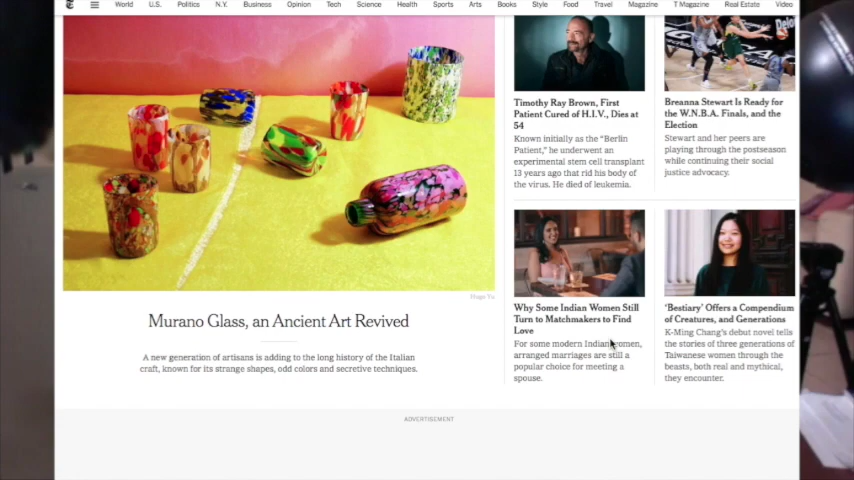 World U.S. Politics N.Y. Business Opinion Tech Science Health Sports Arts Books Style Food Travel Magazine T Magazine Real Estate Video
Hugo Yu
Murano Glass, an Ancient Art Revived
A new generation of artisans is adding to the long history of the Italian
craft, known for its strange shapes, odd colors and secretive techniques.
Timothy Ray Brown, First
Patient Cured of H.I.V., Dies at
54
Known initially as the “Berlin
Patient,” he underwent an
experimental stem cell transplant
13 years ago that rid his body of
the virus. He died of leukemia.
Breanna Stewart Is Ready for
the W.N.B.A. Finals, and the
Election
Stewart and her peers are
playing through the postseason
while continuing their social
justice advocacy.
Why Some Indian Women Still
Turn to Matchmakers to Find
Love
For some modern Indian women,
arranged marriages are still a
popular choice for meeting a
spouse.
‘Bestiary’ Offers a Compendium
of Creatures, and Generations
K-Ming Chang’s debut novel tells
the stories of three generations of
Taiwanese women through the
beasts, both real and mythical,
they encounter.
ADVERTISEMENT